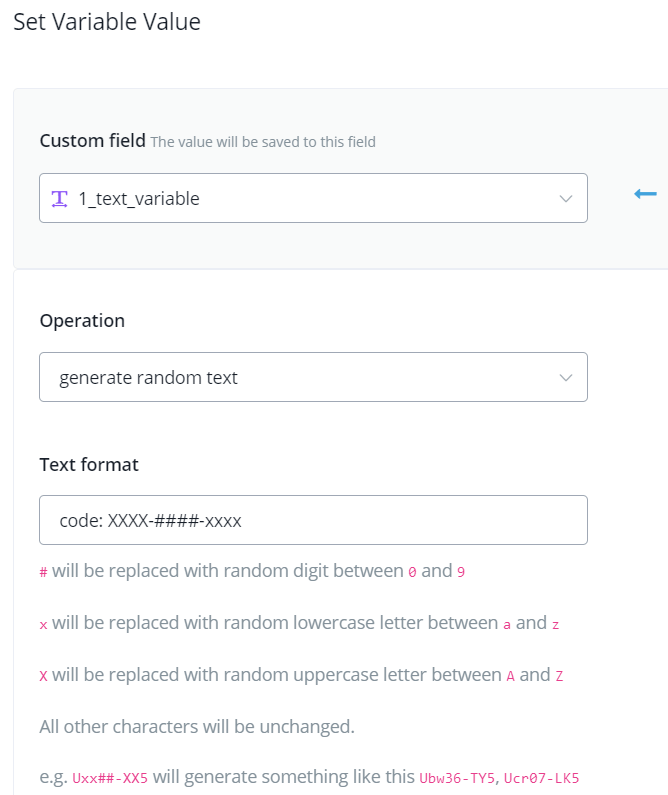 Set Variable Value
Custom field The value will be saved to this field
1_text_variable
Operation
generate random text
Text format
code: XXXX-####-xxxx
# will be replaced with random digit between 0 and 9
x will be replaced with random lowercase letter between a and z
X will be replaced with random uppercase letter between A and Z
All other characters will be unchanged.
e.g. Uxx##-XX5 will generate something like this Ubw36-TY5, Ucr07-LK5